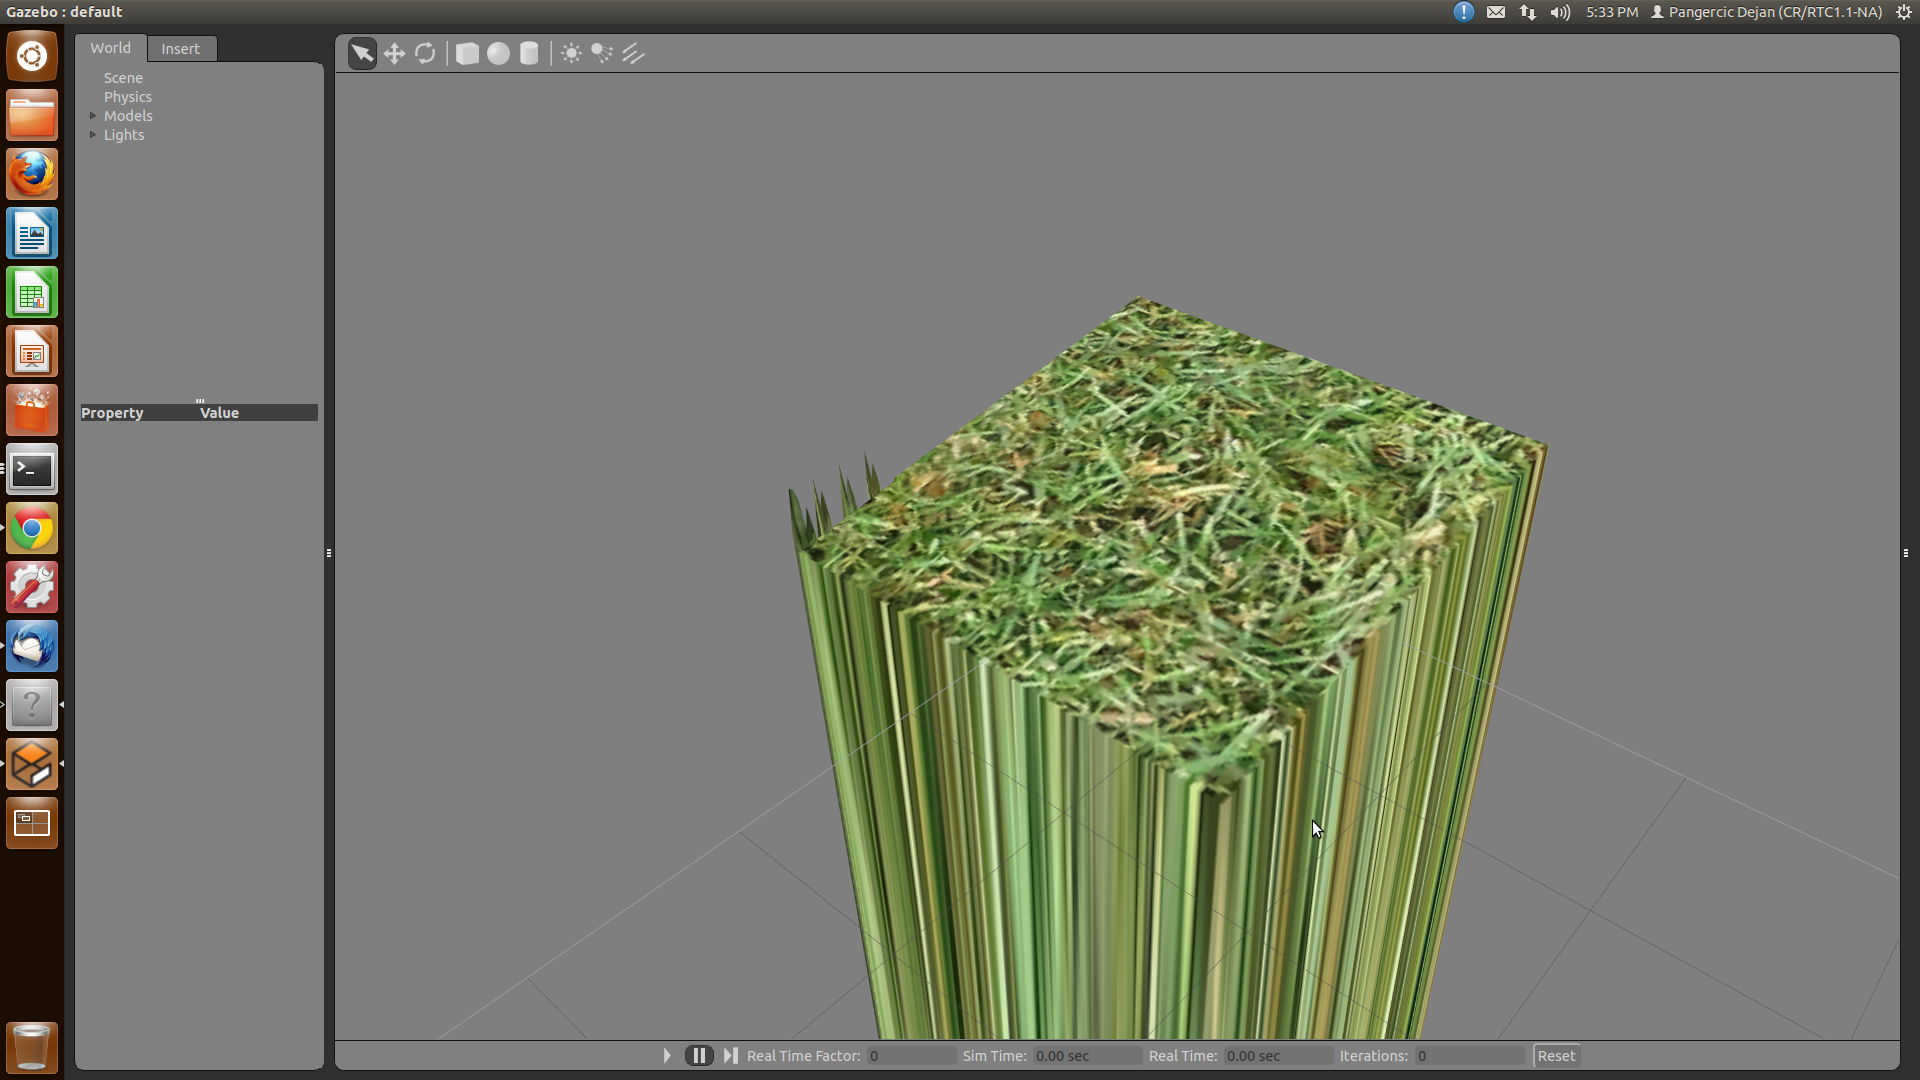 Gazebo : default
5:33 PM Pangercic Dejan (CR/RTC1.1-NA)
World Insert
Scene
Physics
Models
Lights
Property Value
Real Time Factor: 0 Sim Time: 0.00 sec Real Time: 0.00 sec Iterations: 0 Reset